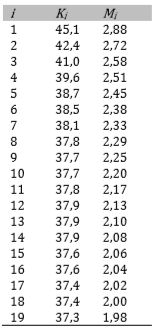 i Ki Mi
1 45,1 2,88
2 42,4 2,72
3 41,0 2,58
4 39,6 2,51
5 38,7 2,45
6 38,5 2,38
7 38,1 2,33
8 37,8 2,29
9 37,7 2,25
10 37,7 2,20
11 37,8 2,17
12 37,9 2,13
13 37,9 2,10
14 37,9 2,08
15 37,6 2,06
16 37,6 2,04
17 37,4 2,02
18 37,4 2,00
19 37,3 1,98